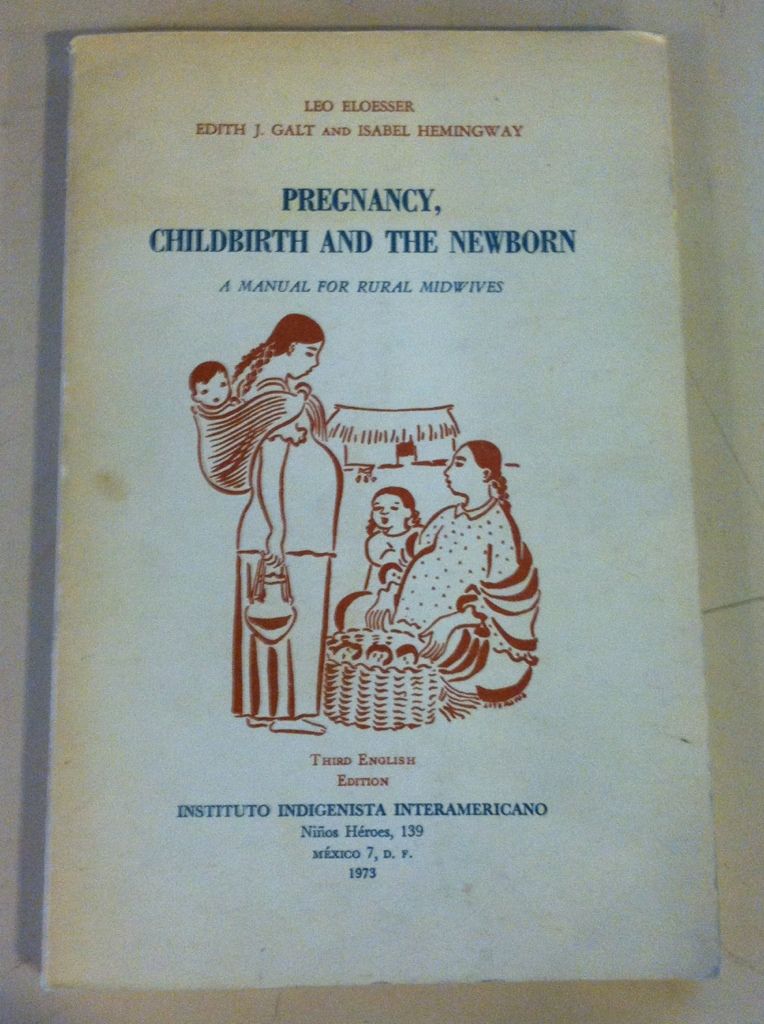 LEO ELOESSER
EDITH J. GALT AND ISABEL HEMINGWAY
PREGNANCY,
CHILDBIRTH AND THE NEWBORN
A MANUAL FOR RURAL MIDWIVES
THIRD ENGLISH
EDITION
INSTITUTO INDIGENISTA INTERAMERICANO
Niños Héroes, 139
MÉXICO 7, D. F.
1973